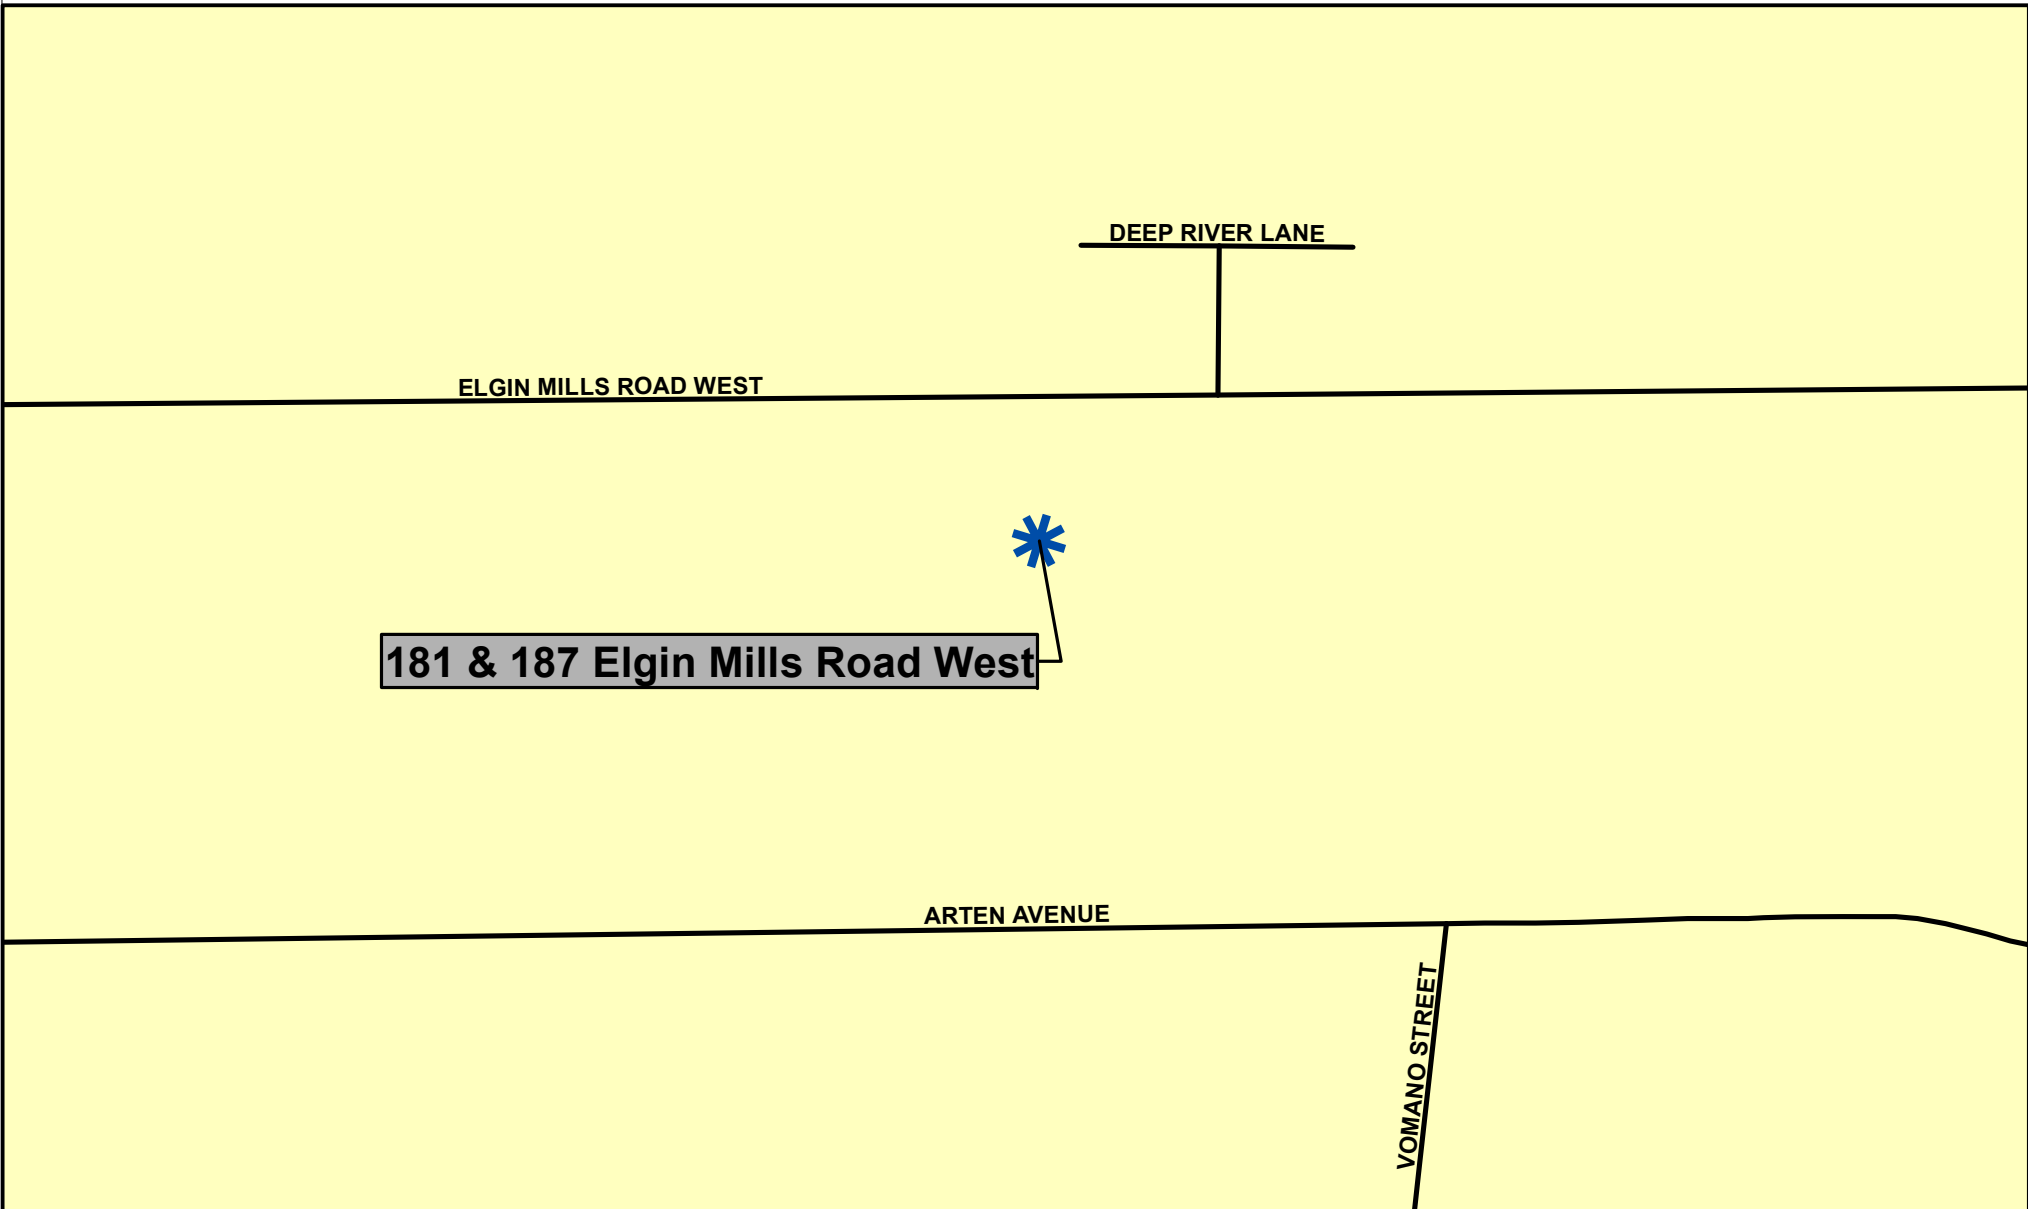 DEEP RIVER LANE
ELGIN MILLS ROAD WEST
181 & 187 Elgin Mills Road West
ARTEN AVENUE
VOMANO STREET